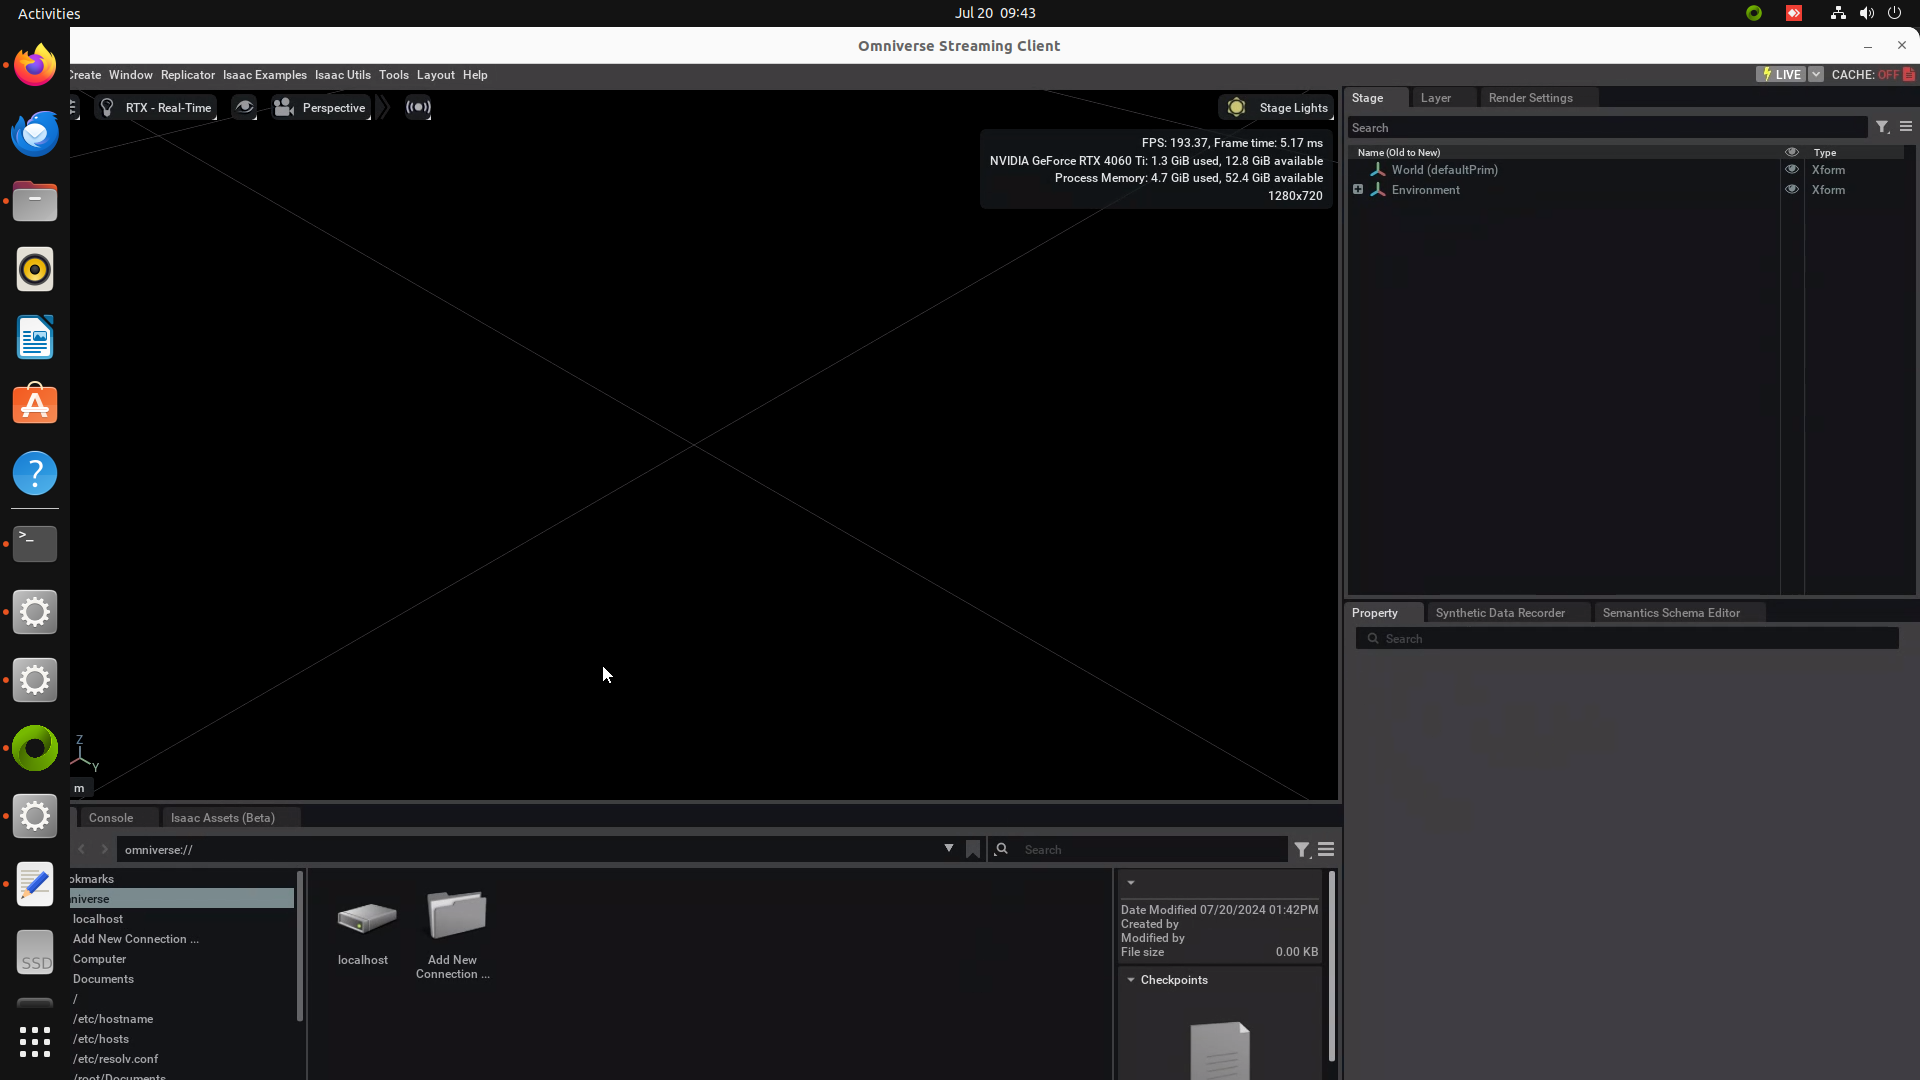 Activities
Jul 20 09:43
Omniverse Streaming Client
Create Window Replicator Isaac Examples Isaac Utils Tools Layout Help
LIVE
CACHE: OFF
RTX - Real-Time
Perspective
Stage Lights
FPS: 193.37, Frame time: 5.17 ms
NVIDIA GeForce RTX 4060 Ti: 1.3 GiB used, 12.8 GiB available
Process Memory: 4.7 GiB used, 52.4 GiB available
1280x720
Z
Y
m
Stage Layer Render Settings
Search
Name (Old to New) Type
World (defaultPrim) Xform
Environment Xform
Property Synthetic Data Recorder Semantics Schema Editor
Search
Console Isaac Assets (Beta)
omniverse://
Search
okmarks
niverse
localhost
Add New Connection ...
Computer
Documents
/
/etc/hostname
/etc/hosts
/etc/resolv.conf
/root/Documents
localhost
Add New
Connection ...
Date Modified 07/20/2024 01:42PM
Created by
Modified by
File size 0.00 KB
Checkpoints
>_
?
SSD